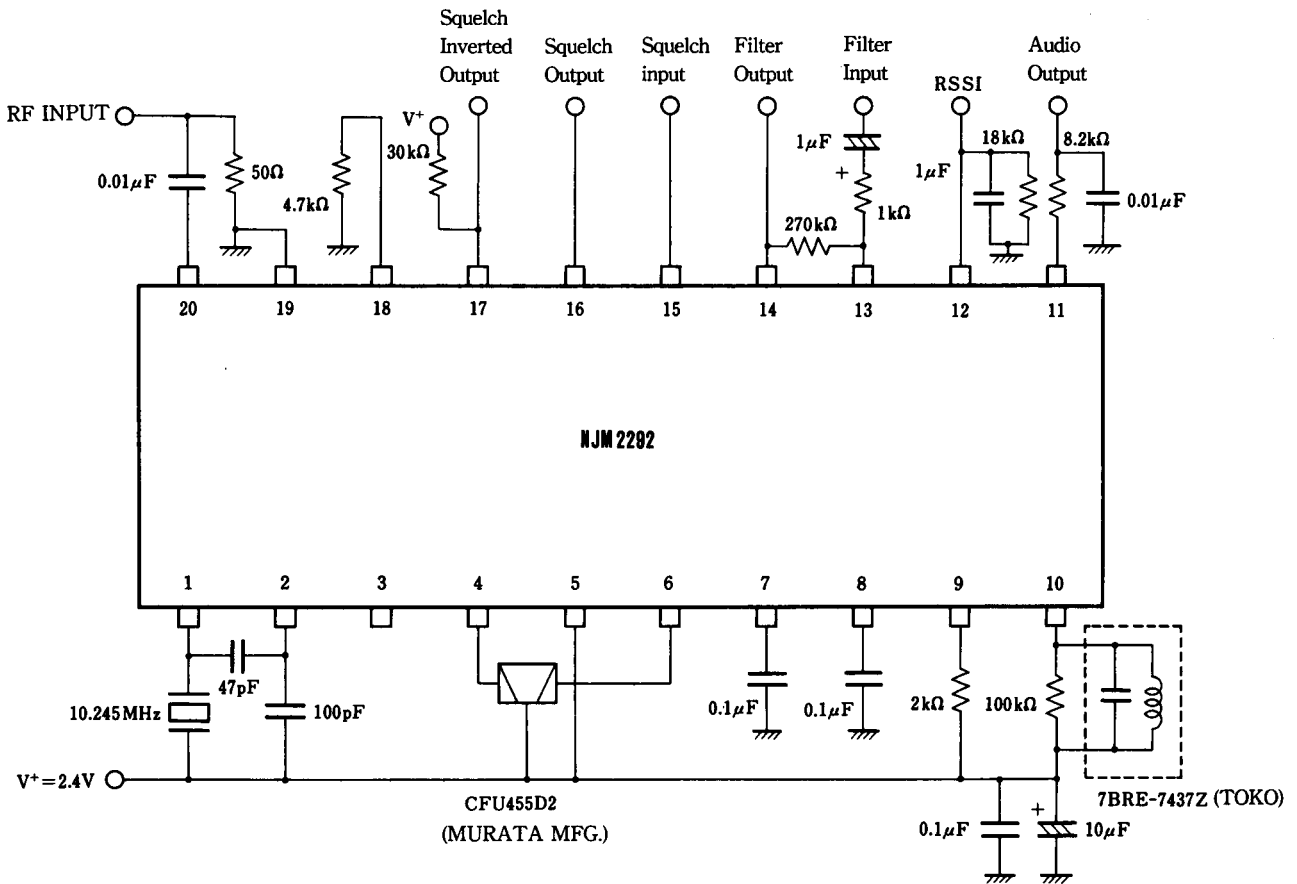 Squelch
Inverted
Output
Squelch
Output
Squelch
input
Filter
Output
Filter
Input
RSSI
Audio
Output
RF INPUT
V⁺
0.01μF
50Ω
4.7kΩ
30kΩ
1μF
+
1kΩ
270kΩ
1μF
18kΩ
8.2kΩ
0.01μF
20 19 18 17 16 15 14 13 12 11
NJM2292
1 2 3 4 5 6 7 8 9 10
47pF
10.245MHz
100pF
0.1μF
0.1μF
2kΩ
100kΩ
V⁺=2.4V
CFU455D2
(MURATA MFG.)
7BRE-7437Z (TOKO)
0.1μF
+
10μF